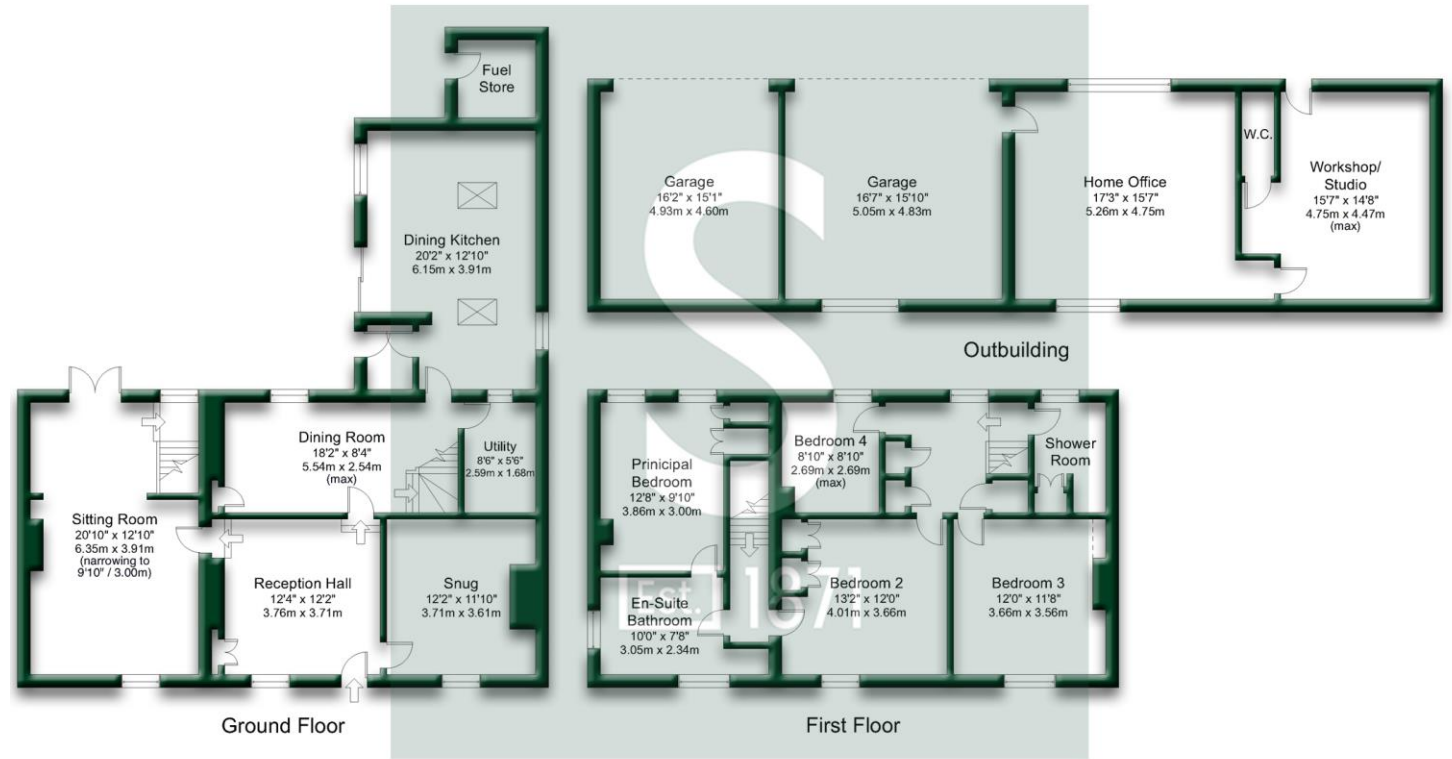 Fuel
Store
Dining Kitchen
20'2" x 12'10"
6.15m x 3.91m
Dining Room
18'2" x 8'4"
5.54m x 2.54m
(max)
Utility
8'6" x 5'6"
2.59m x 1.68m
Sitting Room
20'10" x 12'10"
6.35m x 3.91m
(narrowing to
9'10" / 3.00m)
Reception Hall
12'4" x 12'2"
3.76m x 3.71m
Snug
12'2" x 11'10"
3.71m x 3.61m
Ground Floor
Garage
16'2" x 15'1"
4.93m x 4.60m
Garage
16'7" x 15'10"
5.05m x 4.83m
Home Office
17'3" x 15'7"
5.26m x 4.75m
W.C.
Workshop/
Studio
15'7" x 14'8"
4.75m x 4.47m
(max)
Outbuilding
Prinicipal
Bedroom
12'8" x 9'10"
3.86m x 3.00m
Bedroom 4
8'10" x 8'10"
2.69m x 2.69m
(max)
Shower
Room
En-Suite
Bathroom
10'0" x 7'8"
3.05m x 2.34m
Bedroom 2
13'2" x 12'0"
4.01m x 3.66m
Bedroom 3
12'0" x 11'8"
3.66m x 3.56m
First Floor
S
Est. 1871